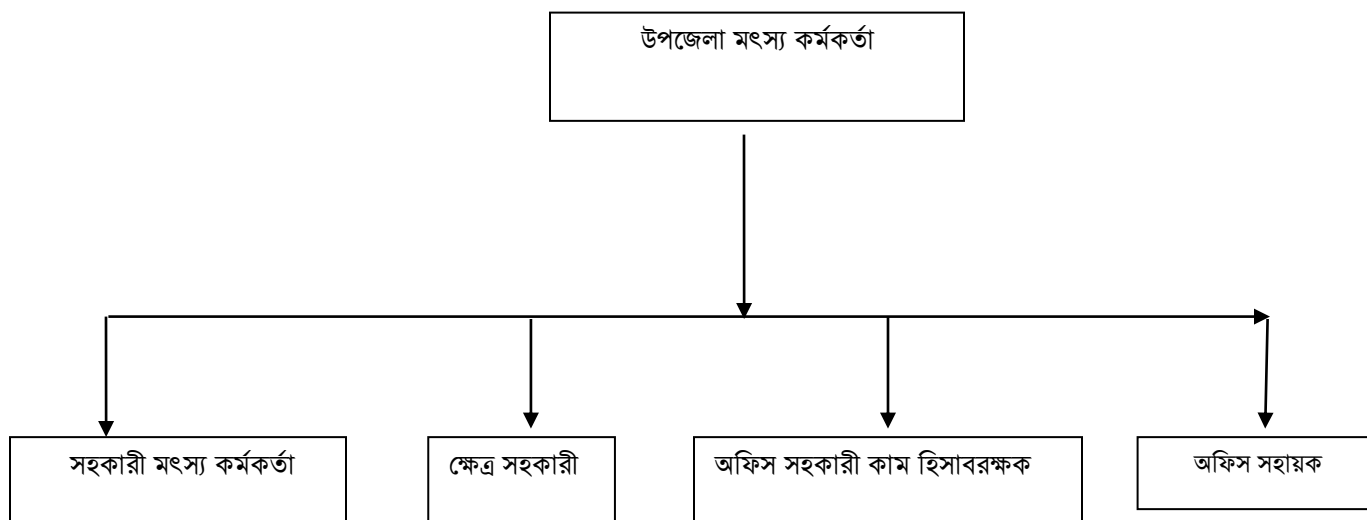 উপজেলা মৎস্য কর্মকর্তা
সহকারী মৎস্য কর্মকর্তা
ক্ষেত্র সহকারী
অফিস সহকারী কাম হিসাবরক্ষক
অফিস সহায়ক